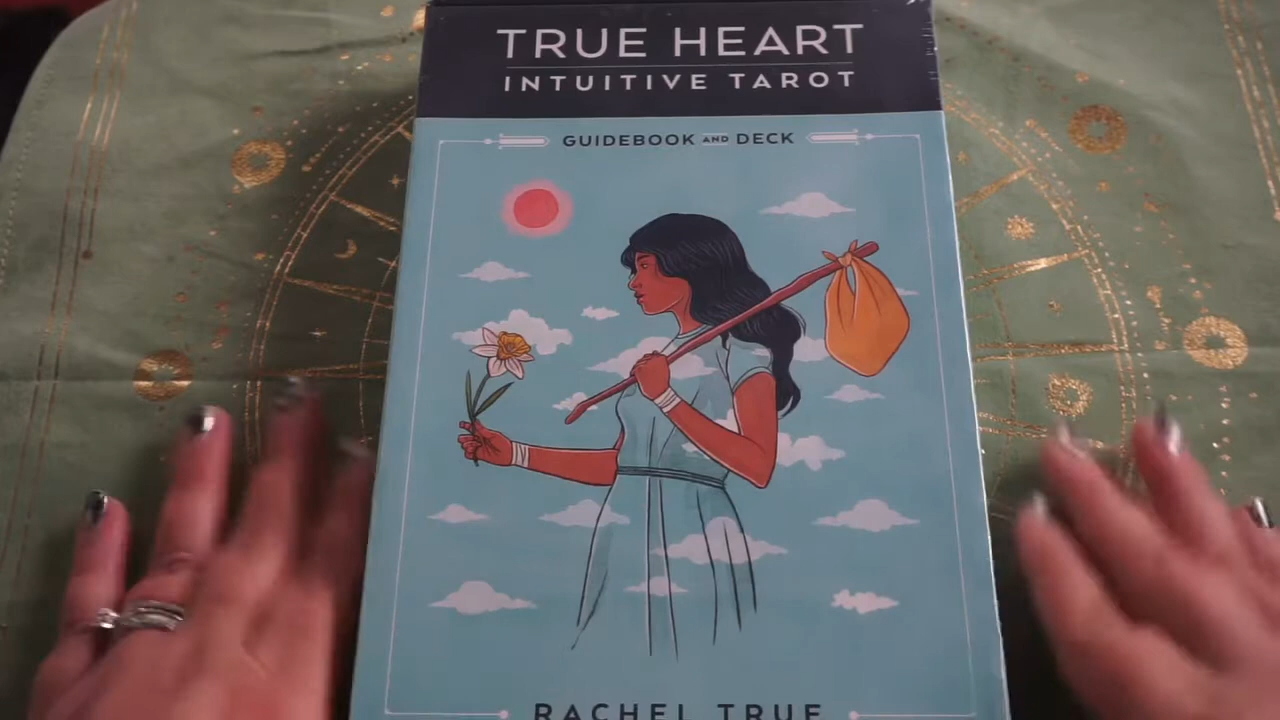 TRUE HEART
INTUITIVE TAROT
GUIDEBOOK AND DECK
RACHEL TRUE